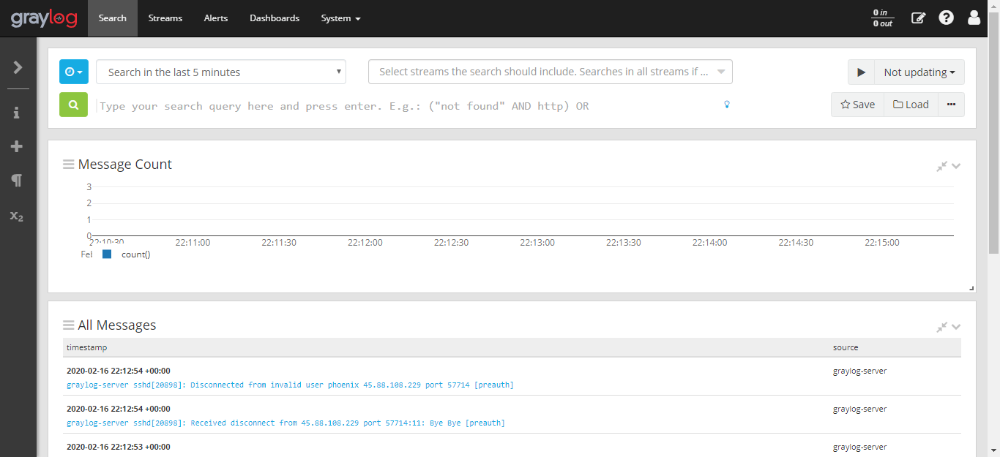 graylog Search Streams Alerts Dashboards System 0 in
0 out
Search in the last 5 minutes Select streams the search should include. Searches in all streams if ... Not updating
Type your search query here and press enter. E.g.: ("not found" AND http) OR Save Load ...
Message Count
3
2
1
0
22:10:30 22:11:00 22:11:30 22:12:00 22:12:30 22:13:00 22:13:30 22:14:00 22:14:30 22:15:00
Fel count()
All Messages
timestamp source
2020-02-16 22:12:54 +00:00 graylog-server
graylog-server sshd[20898]: Disconnected from invalid user phoenix 45.88.108.229 port 57714 [preauth]
2020-02-16 22:12:54 +00:00 graylog-server
graylog-server sshd[20898]: Received disconnect from 45.88.108.229 port 57714:11: Bye Bye [preauth]
2020-02-16 22:12:53 +00:00 graylog-server